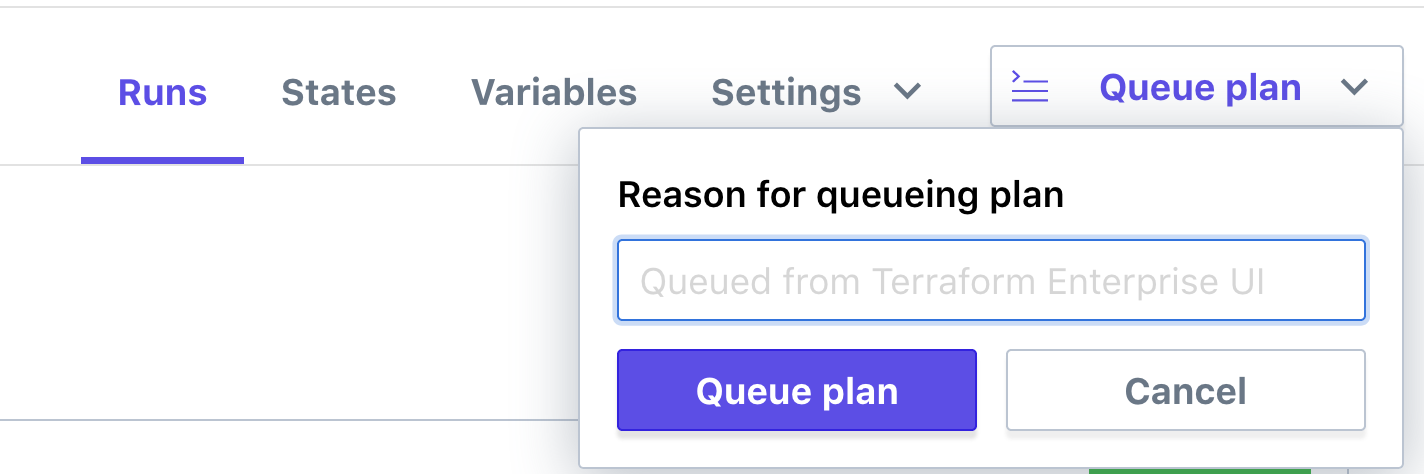 Runs States Variables Settings Queue plan
Reason for queueing plan
Queued from Terraform Enterprise UI
Queue plan Cancel